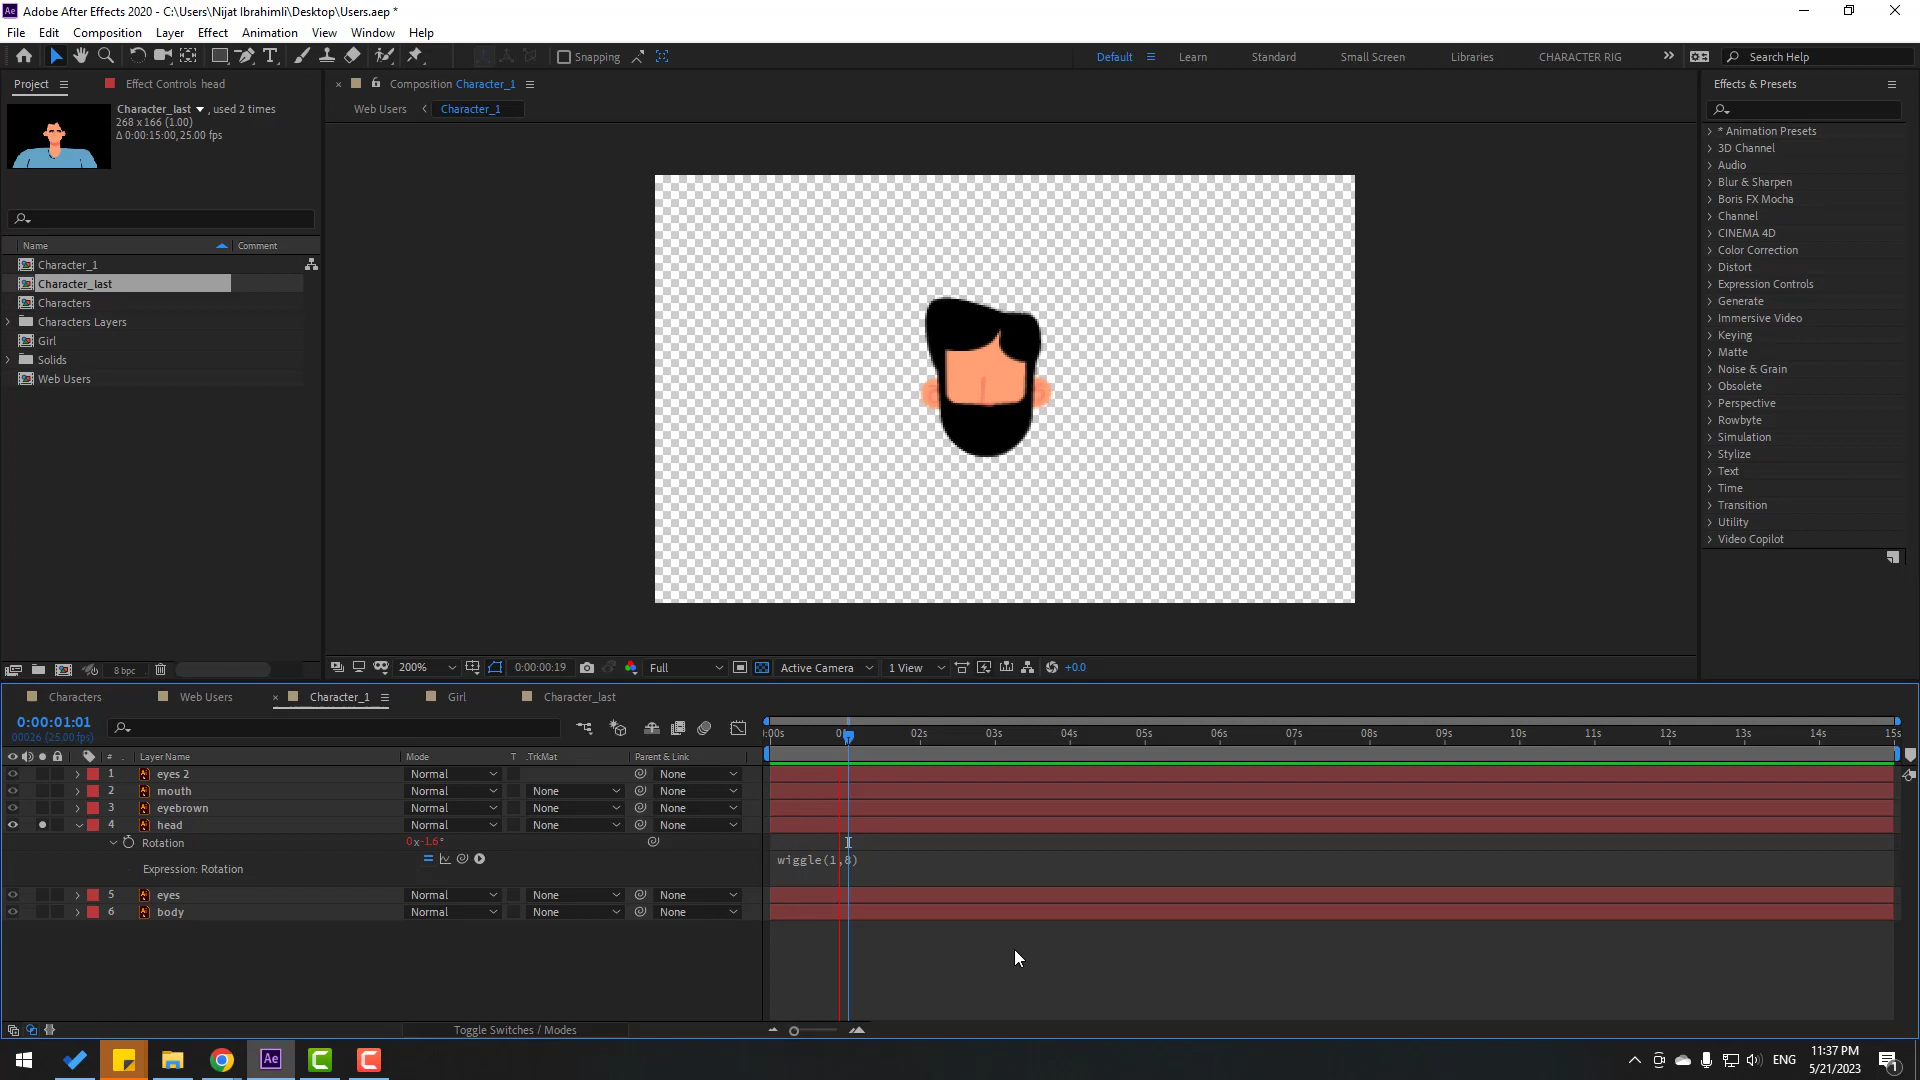 Adobe After Effects 2020 - C:\Users\Nijat Ibrahimli\Desktop\Users.aep *
File Edit Composition Layer Effect Animation View Window Help
Snapping
Default Learn Standard Small Screen Libraries CHARACTER RIG Search Help
Project Effect Controls head
Character_last, used 2 times
268 x 166 (1.00)
Δ 0:00:15:00, 25.00 fps
Name Comment
Character_1
Character_last
Characters
Characters Layers
Girl
Solids
Web Users
8 bpc
Composition Character_1
Web Users Character_1
200% 0:00:00:19 Full Active Camera 1 View +0.0
Effects & Presets
* Animation Presets
3D Channel
Audio
Blur & Sharpen
Boris FX Mocha
Channel
CINEMA 4D
Color Correction
Distort
Expression Controls
Generate
Immersive Video
Keying
Matte
Noise & Grain
Obsolete
Perspective
Rowbyte
Simulation
Stylize
Text
Time
Transition
Utility
Video Copilot
Characters Web Users Character_1 Girl Character_last
0:00:01:01
00026 (25.00 fps)
:00s 02s 03s 04s 05s 06s 07s 08s 09s 10s 11s 12s 13s 14s 15s
# Layer Name Mode T .TrkMat Parent & Link
1 eyes 2 Normal None
2 mouth Normal None None
3 eyebrown Normal None None
4 head Normal None None
Rotation 0x-1.6°
Expression: Rotation wiggle(1,8)
5 eyes Normal None None
6 body Normal None None
Toggle Switches / Modes
ENG
11:37 PM
5/21/2023
1